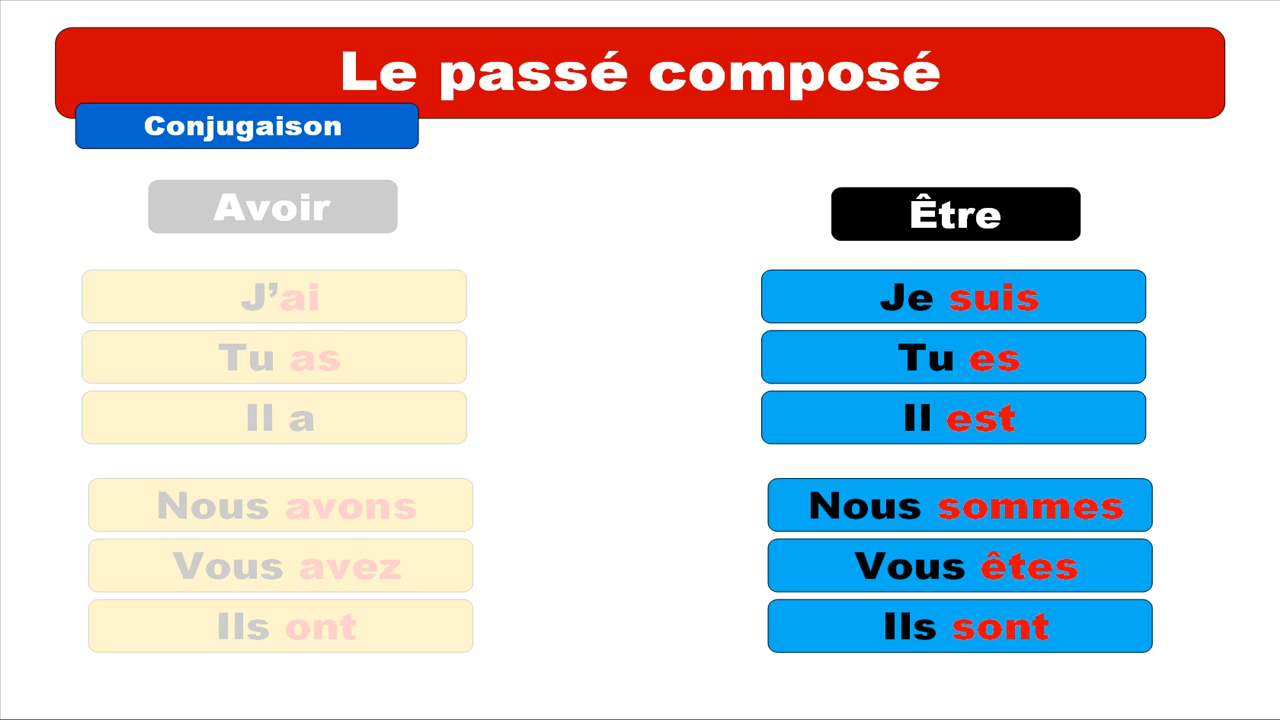 Le passé composé
Conjugaison
Avoir
J’ai
Tu as
Il a
Nous avons
Vous avez
Ils ont
Être
Je suis
Tu es
Il est
Nous sommes
Vous êtes
Ils sont